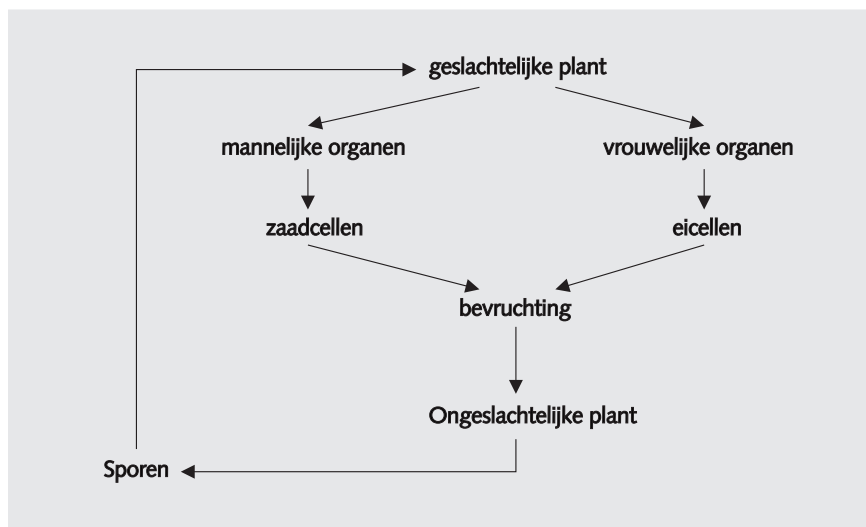 geslachtelijke plant
mannelijke organen
vrouwelijke organen
zaadcellen
eicellen
bevruchting
Ongeslachtelijke plant
Sporen